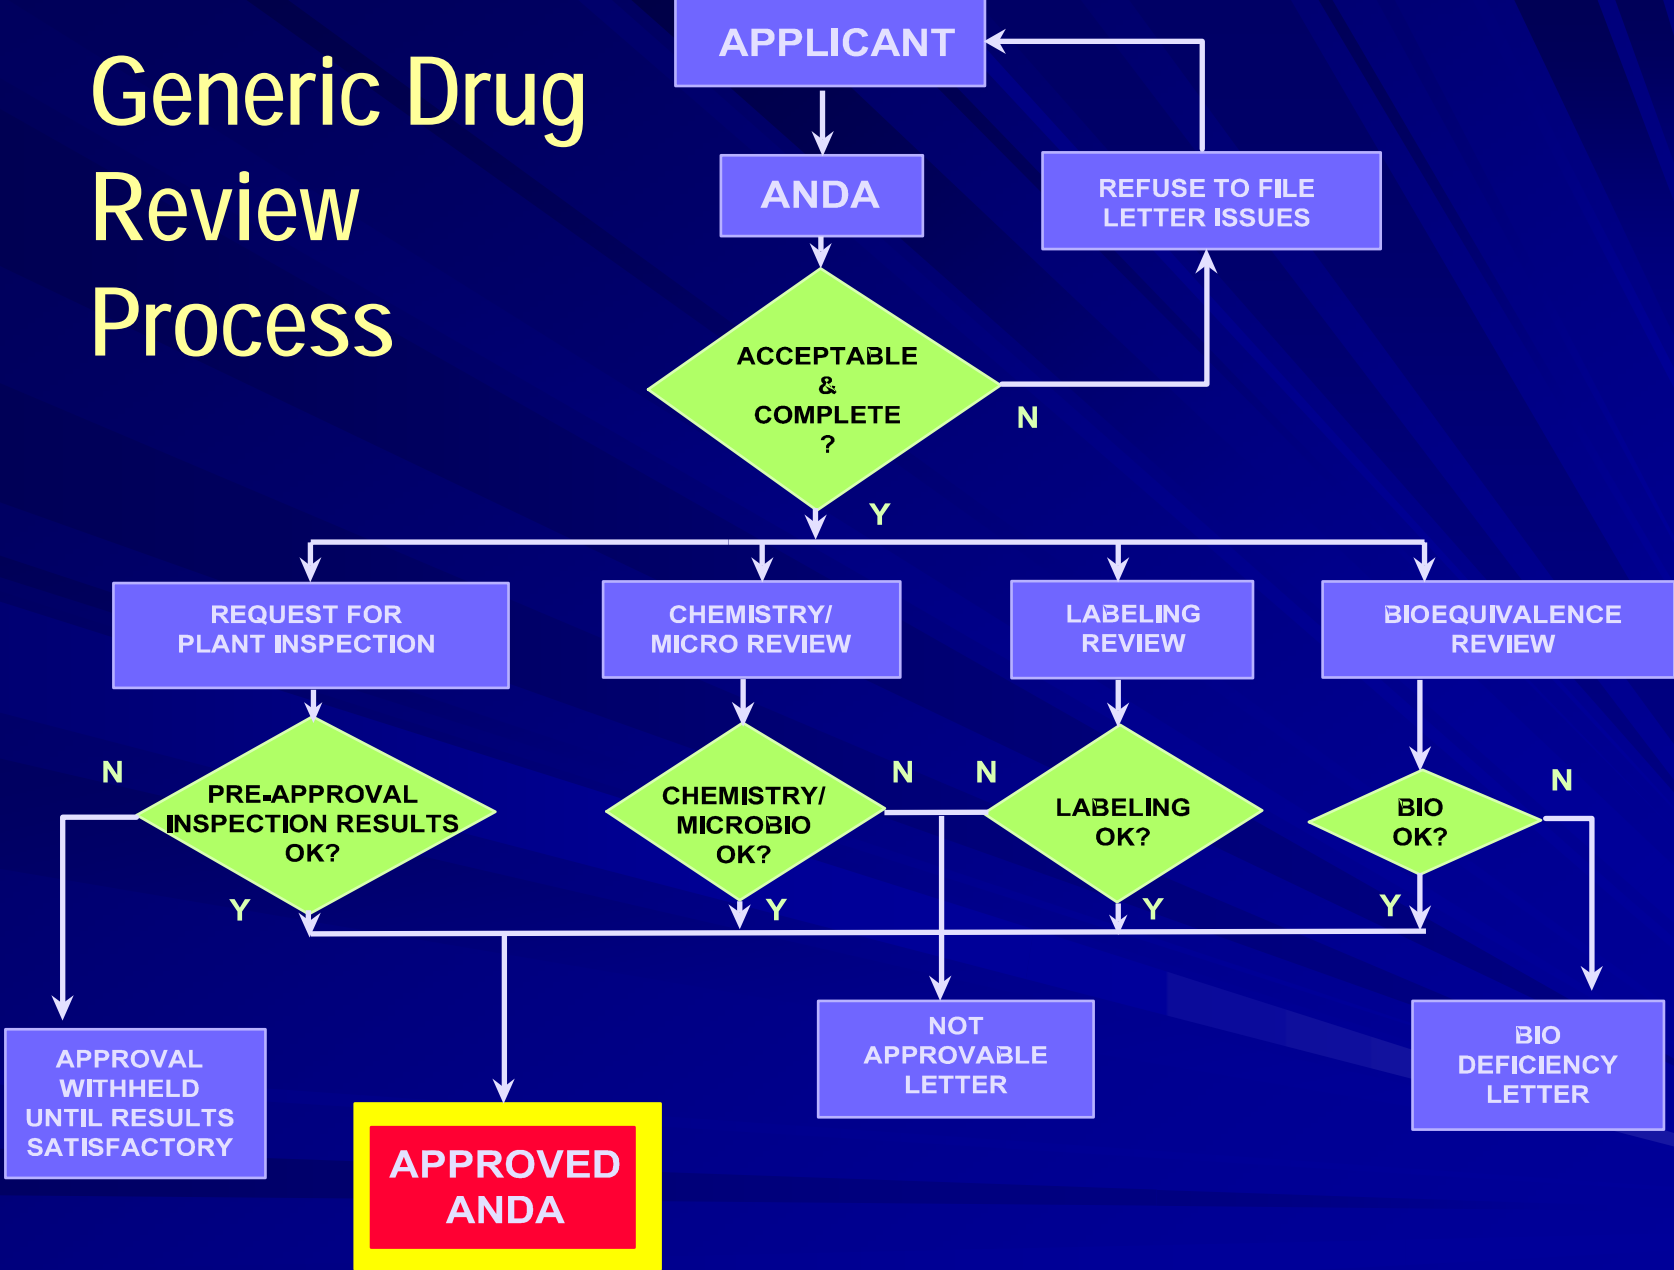 Generic Drug
Review
Process
APPLICANT
ANDA
REFUSE TO FILE
LETTER ISSUES
ACCEPTABLE
&
COMPLETE
?
N
Y
REQUEST FOR
PLANT INSPECTION
CHEMISTRY/
MICRO REVIEW
LABELING
REVIEW
BIOEQUIVALENCE
REVIEW
N
PRE-APPROVAL
INSPECTION RESULTS
OK?
Y
CHEMISTRY/
MICROBIO
OK?
N
Y
N
LABELING
OK?
Y
BIO
OK?
N
Y
APPROVAL
WITHHELD
UNTIL RESULTS
SATISFACTORY
APPROVED
ANDA
NOT
APPROVABLE
LETTER
BIO
DEFICIENCY
LETTER